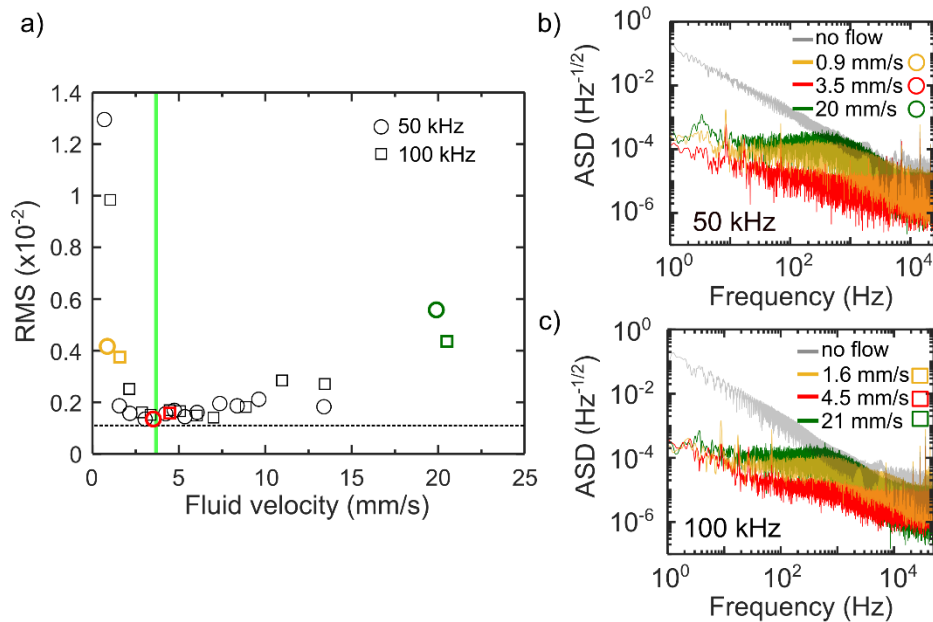 a)
RMS (x10⁻²)
1.4
1.2
1
0.8
0.6
0.4
0.2
0
50 kHz
100 kHz
0 5 10 15 20 25
Fluid velocity (mm/s)
b)
ASD (Hz⁻¹ᐟ²)
10⁰
10⁻²
10⁻⁴
10⁻⁶
no flow
0.9 mm/s
3.5 mm/s
20 mm/s
50 kHz
10⁰ 10² 10⁴
Frequency (Hz)
c)
ASD (Hz⁻¹ᐟ²)
10⁰
10⁻²
10⁻⁴
10⁻⁶
no flow
1.6 mm/s
4.5 mm/s
21 mm/s
100 kHz
10⁰ 10² 10⁴
Frequency (Hz)